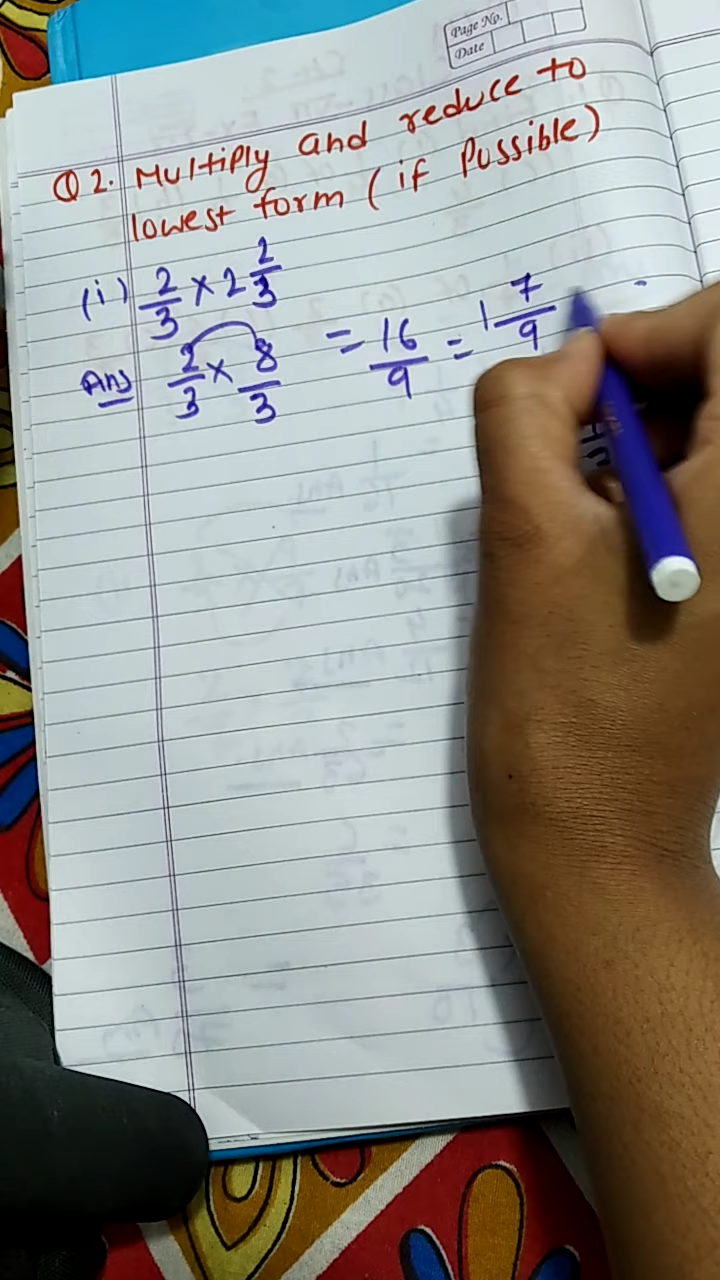 Page No.
Date
Q 2. Multiply and reduce to
lowest form (if Possible)
(i) 2/3 × 2 2/3
Ans 2/3 × 8/3 = 16/9 = 1 7/9